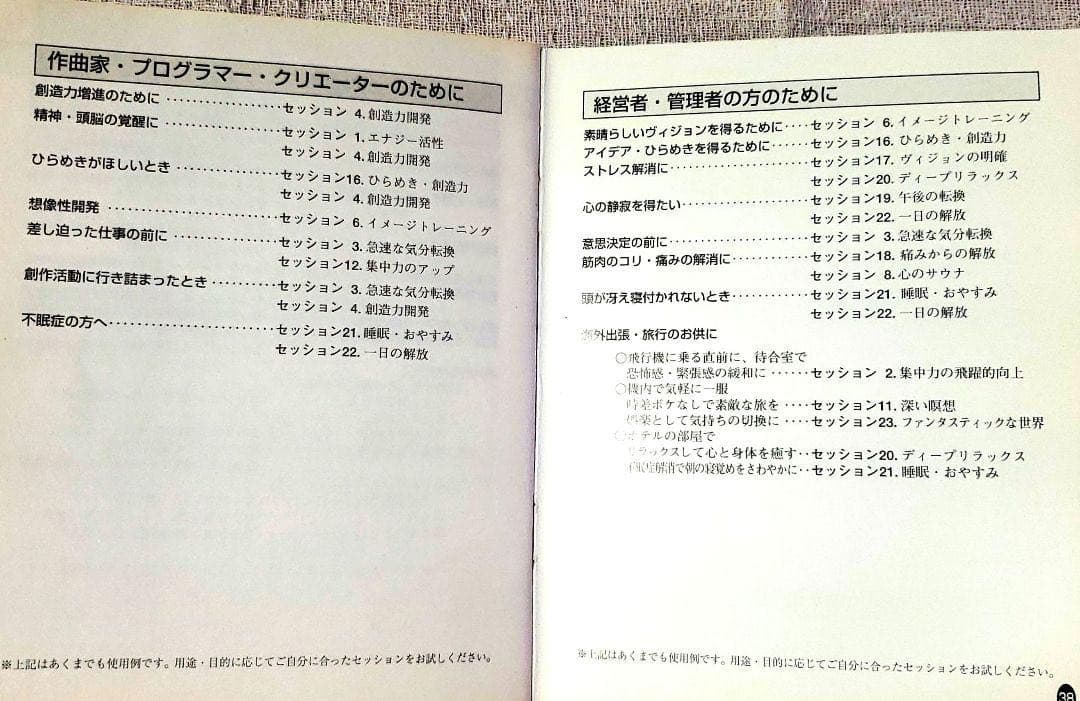 作曲家・プログラマー・クリエーターのために
創造力増進のために ‥‥‥‥‥‥‥‥セッション 4. 創造力開発
精神・頭脳の覚醒に ‥‥‥‥‥‥‥‥セッション 1. エナジー活性
セッション 4. 創造力開発
ひらめきがほしいとき ‥‥‥‥‥‥‥セッション16. ひらめき・創造力
セッション 4. 創造力開発
想像性開発 ‥‥‥‥‥‥‥‥‥‥‥セッション 6. イメージトレーニング
差し迫った仕事の前に ‥‥‥‥‥‥‥セッション 3. 急速な気分転換
セッション12. 集中力のアップ
創作活動に行き詰まったとき ‥‥‥‥セッション 3. 急速な気分転換
セッション 4. 創造力開発
不眠症の方へ‥‥‥‥‥‥‥‥‥‥‥セッション21. 睡眠・おやすみ
セッション22. 一日の解放
※上記はあくまでも使用例です。用途・目的に応じてご自分に合ったセッションをお試しください。
経営者・管理者の方のために
素晴らしいヴィジョンを得るために‥‥セッション 6. イメージトレーニング
アイデア・ひらめきを得るために‥‥‥セッション16. ひらめき・創造力
ストレス解消に‥‥‥‥‥‥‥‥‥‥セッション17. ヴィジョンの明確
セッション20. ディープリラックス
心の静寂を得たい‥‥‥‥‥‥‥‥‥セッション19. 午後の転換
セッション22. 一日の解放
意思決定の前に‥‥‥‥‥‥‥‥‥‥セッション 3. 急速な気分転換
筋肉のコリ・痛みの解消に‥‥‥‥‥セッション18. 痛みからの解放
セッション 8. 心のサウナ
頭が冴え寝付かれないとき‥‥‥‥‥セッション21. 睡眠・おやすみ
セッション22. 一日の解放
海外出張・旅行のお供に
○飛行機に乗る直前に、待合室で
恐怖感・緊張感の緩和に‥‥‥セッション 2. 集中力の飛躍的向上
○機内で気軽に一服
時差ボケなしで素敵な旅を‥‥セッション11. 深い瞑想
娯楽として気持ちの切換に‥‥セッション23. ファンタスティックな世界
○ホテルの部屋で
リラックスして心と身体を癒す‥セッション20. ディープリラックス
不眠症解消で朝の寝覚めをさわやかに‥セッション21. 睡眠・おやすみ
※上記はあくまでも使用例です。用途・目的に応じてご自分に合ったセッションをお試しください。
38